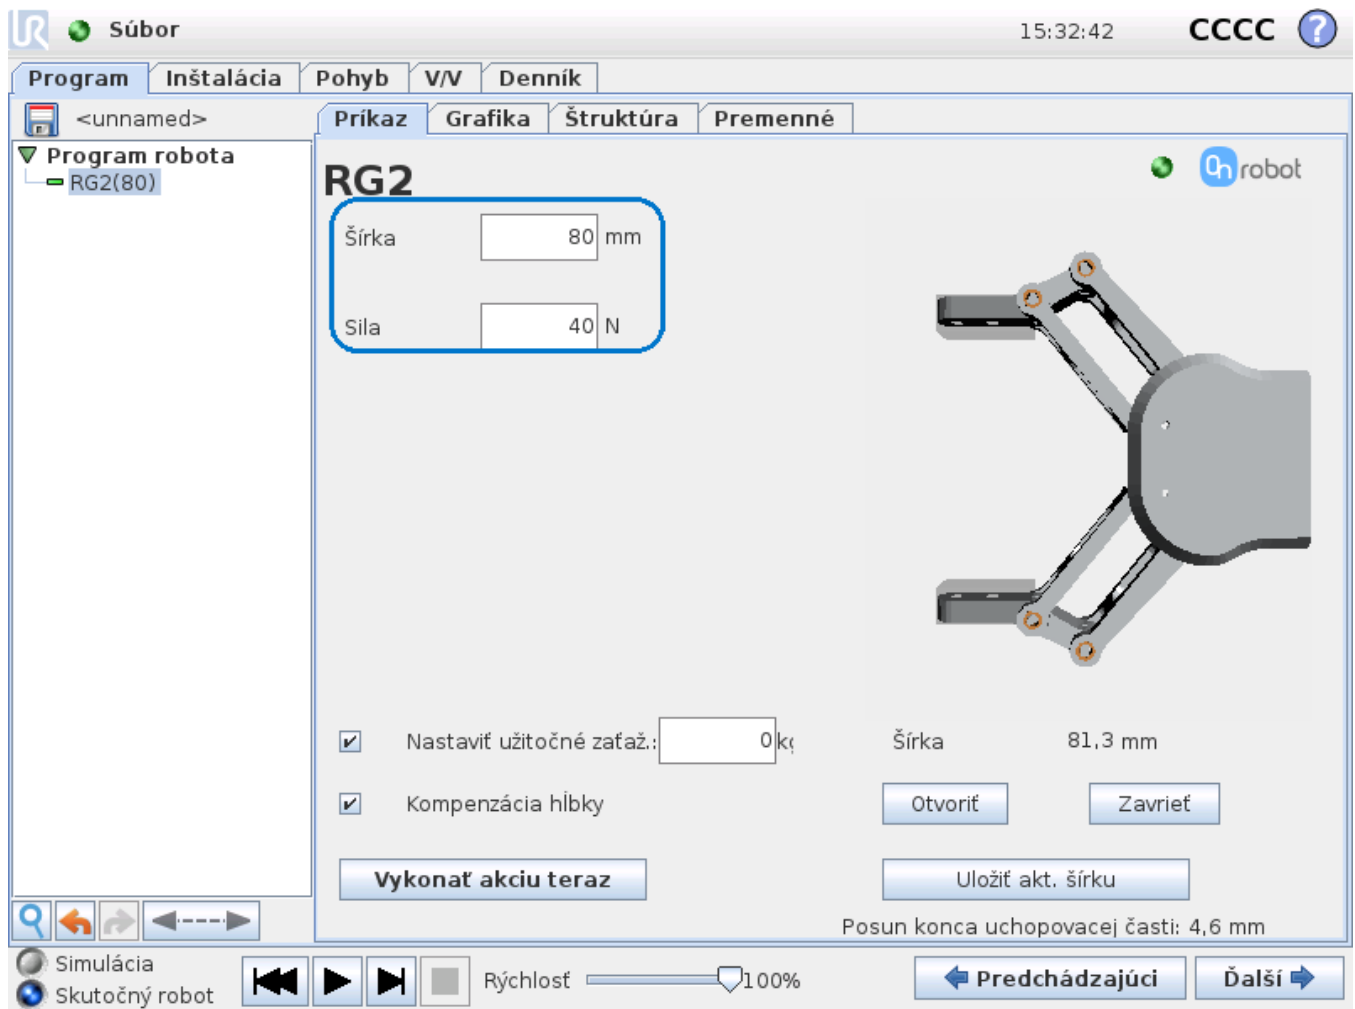 UR Súbor 15:32:42 CCCC ?
Program Inštalácia Pohyb V/V Denník
<unnamed> Príkaz Grafika Štruktúra Premenné
Program robota
RG2(80)
RG2
On robot
Šírka 80 mm
Sila 40 N
Nastaviť užitočné zaťaž.: 0 Šírka 81,3 mm
Kompenzácia hĺbky Otvoriť Zavrieť
Vykonať akciu teraz Uložiť akt. šírku
Posun konca uchopovacej časti: 4,6 mm
Simulácia
Skutočný robot Rýchlosť 100% Predchádzajúci Ďalší